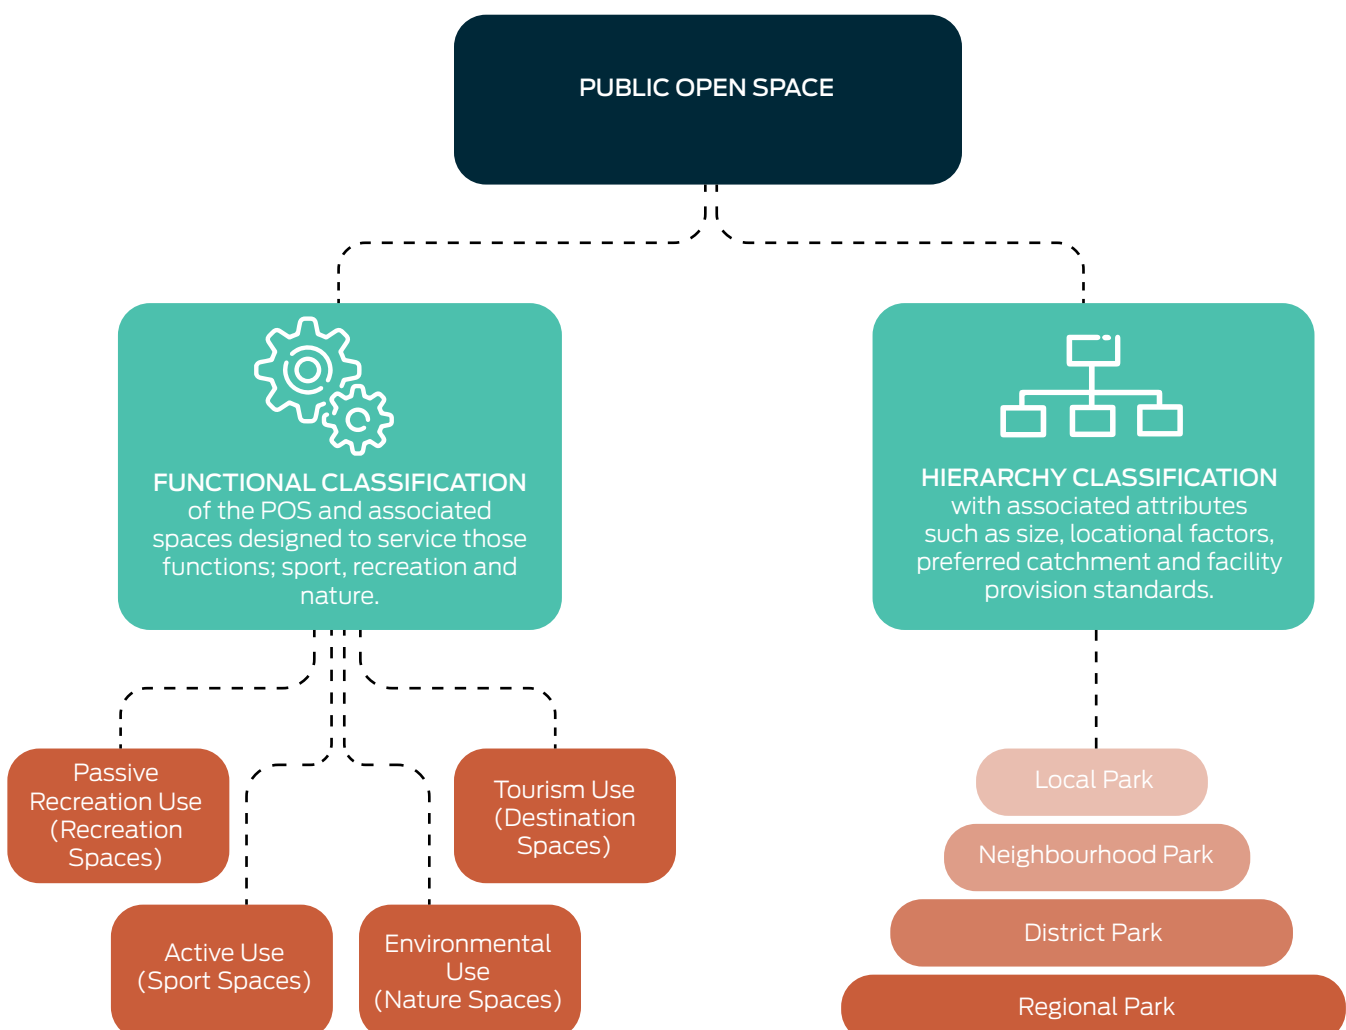 PUBLIC OPEN SPACE
FUNCTIONAL CLASSIFICATION
of the POS and associated
spaces designed to service those
functions; sport, recreation and
nature.
HIERARCHY CLASSIFICATION
with associated attributes
such as size, locational factors,
preferred catchment and facility
provision standards.
Passive
Recreation Use
(Recreation
Spaces)
Active Use
(Sport Spaces)
Environmental
Use
(Nature Spaces)
Tourism Use
(Destination
Spaces)
Local Park
Neighbourhood Park
District Park
Regional Park